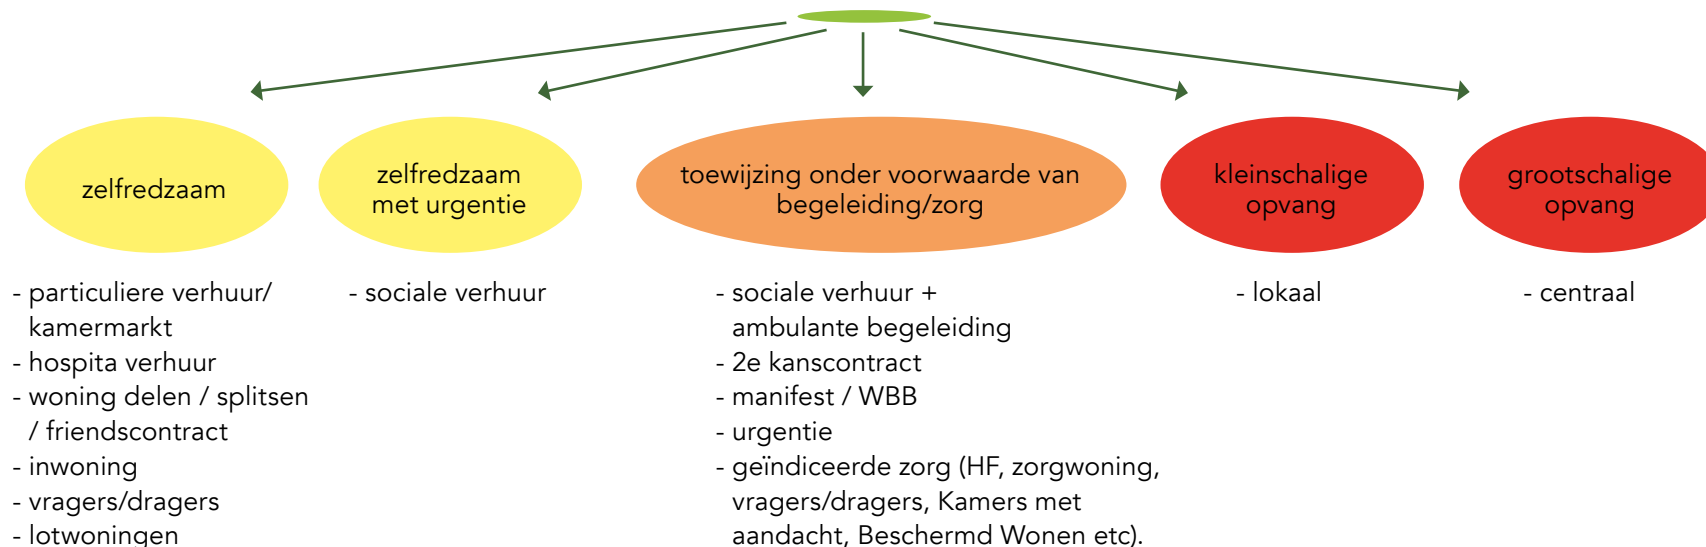 zelfredzaam
zelfredzaam
met urgentie
toewijzing onder voorwaarde van
begeleiding/zorg
kleinschalige
opvang
grootschalige
opvang
- particuliere verhuur/
kamermarkt
- hospita verhuur
- woning delen / splitsen
/ friendscontract
- inwoning
- vragers/dragers
- lotwoningen
- sociale verhuur
- sociale verhuur +
ambulante begeleiding
- 2e kanscontract
- manifest / WBB
- urgentie
- geïndiceerde zorg (HF, zorgwoning,
vragers/dragers, Kamers met
aandacht, Beschermd Wonen etc).
- lokaal
- centraal